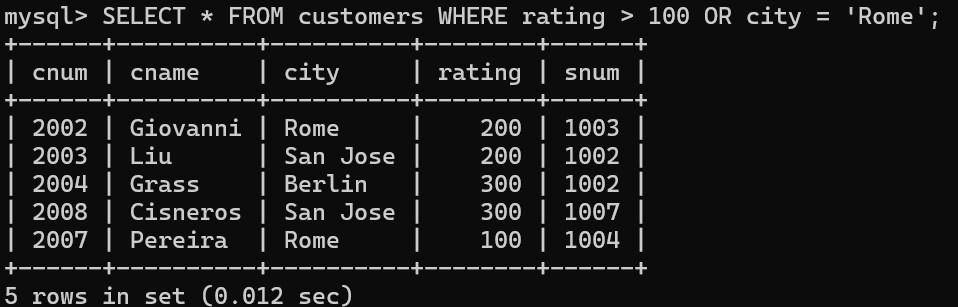 mysql> SELECT * FROM customers WHERE rating > 100 OR city = 'Rome';
+------+----------+----------+--------+------+
| cnum | cname    | city     | rating | snum |
+------+----------+----------+--------+------+
| 2002 | Giovanni | Rome     |    200 | 1003 |
| 2003 | Liu      | San Jose |    200 | 1002 |
| 2004 | Grass    | Berlin   |    300 | 1002 |
| 2008 | Cisneros | San Jose |    300 | 1007 |
| 2007 | Pereira  | Rome     |    100 | 1004 |
+------+----------+----------+--------+------+
5 rows in set (0.012 sec)